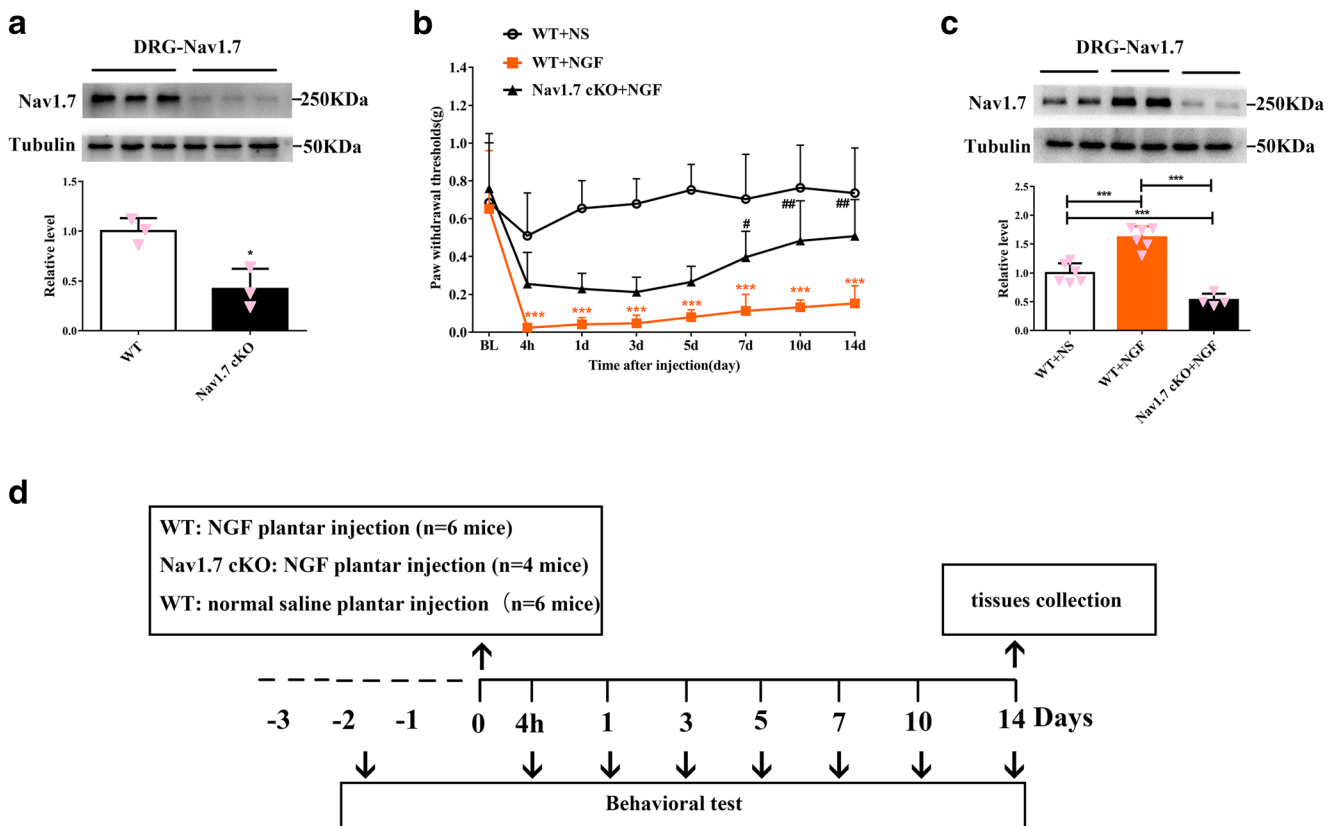 a
DRG-Nav1.7
Nav1.7
250KDa
Tubulin
50KDa
1.5
1.0
0.5
0.0
Relative level
*
WT
Nav1.7 cKO
b
WT+NS
WT+NGF
Nav1.7 cKO+NGF
1.4
1.2
1.0
0.8
0.6
0.4
0.2
0.0
Paw withdrawal thresholds(g)
# ## ##
*** *** *** *** *** *** ***
BL 4h 1d 3d 5d 7d 10d 14d
Time after injection(day)
c
DRG-Nav1.7
Nav1.7
250KDa
Tubulin
50KDa
2.5
2.0
1.5
1.0
0.5
0.0
Relative level
*** ***
***
WT+NS
WT+NGF
Nav1.7 cKO+NGF
d
WT: NGF plantar injection (n=6 mice)
Nav1.7 cKO: NGF plantar injection (n=4 mice)
WT: normal saline plantar injection（n=6 mice)
tissues collection
-3 -2 -1 0 4h 1 3 5 7 10 14 Days
Behavioral test